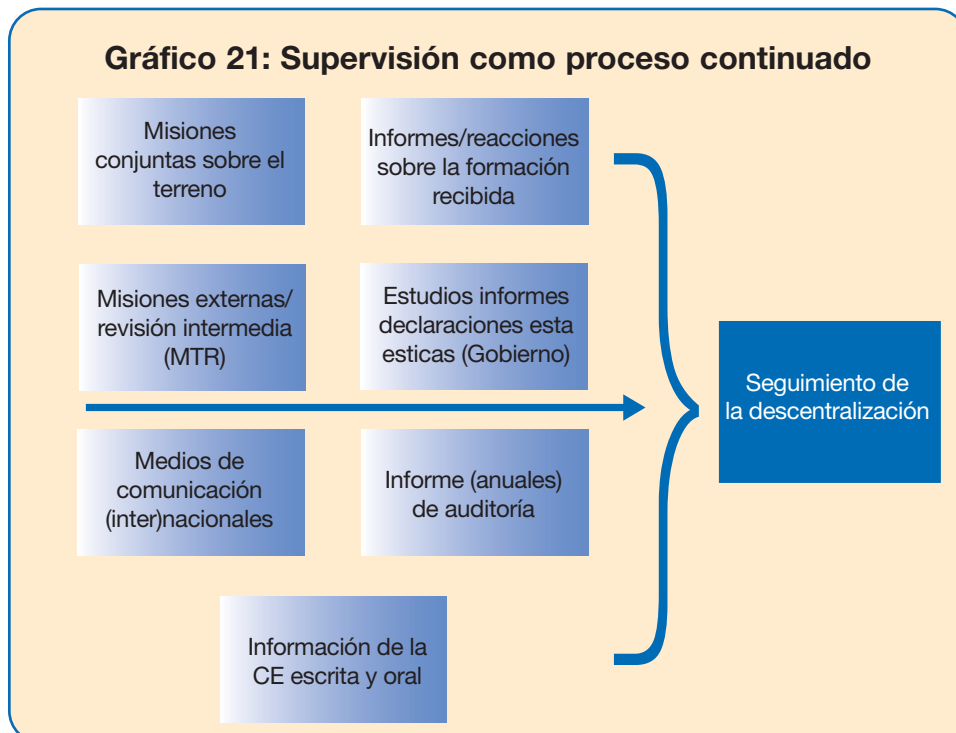 Gráfico 21: Supervisión como proceso continuado
Misiones
conjuntas sobre el
terreno
Informes/reacciones
sobre la formación
recibida
Misiones externas/
revisión intermedia
(MTR)
Estudios informes
declaraciones esta
esticas (Gobierno)
Seguimiento de
la descentralización
Medios de
comunicación
(inter)nacionales
Informe (anuales)
de auditoría
Información de la
CE escrita y oral